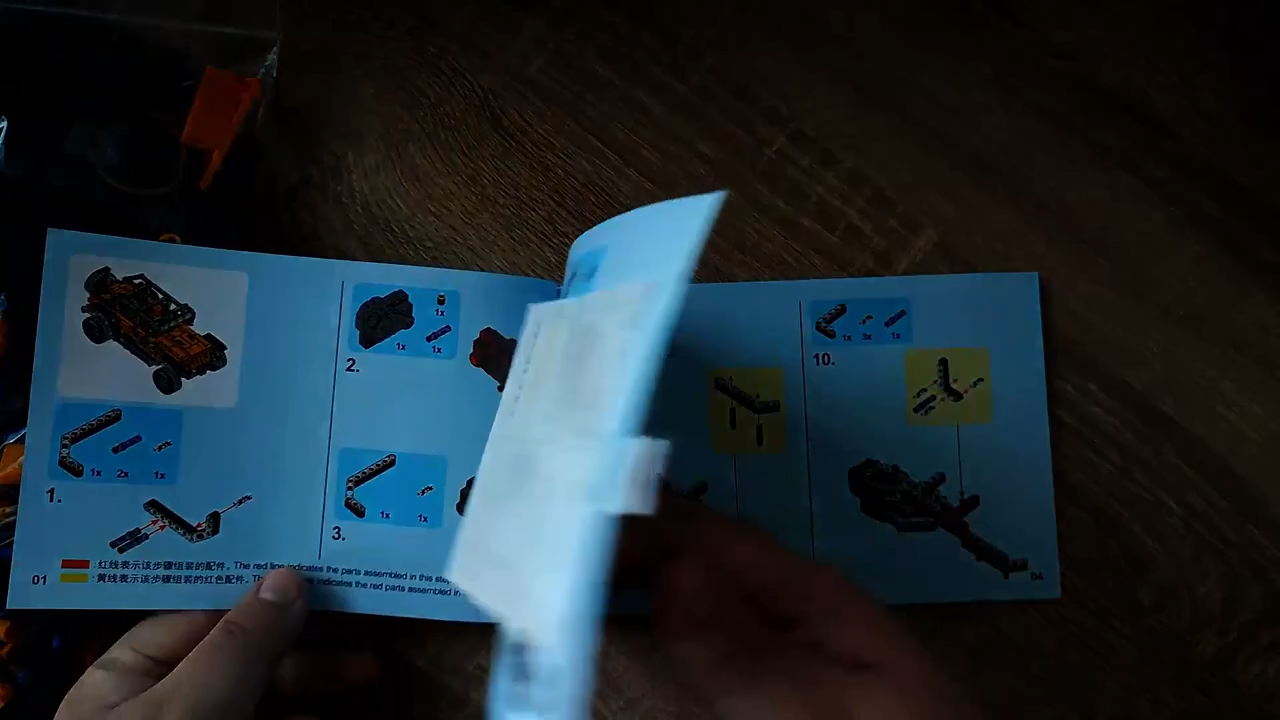 1x 2x 1x
1.
1x
1x 1x
2.
1x 1x
3.
红线表示该步骤组装的配件。The red line indicates the parts assembled in this
黄线表示该步骤组装的红色配件。 indicates the red parts assembled in
01
1x 3x 1x
10.
04